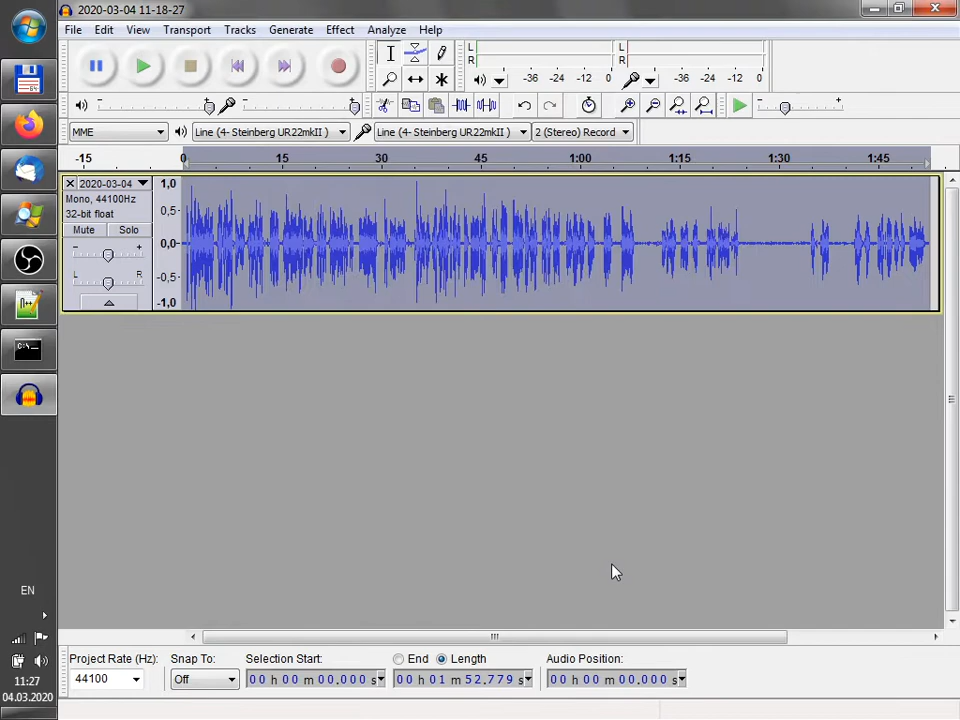 2020-03-04 11-18-27
File Edit View Transport Tracks Generate Effect Analyze Help
L
R
-36 -24 -12 0
L
R
-36 -24 -12 0
MME
Line (4- Steinberg UR22mkII )
Line (4- Steinberg UR22mkII )
2 (Stereo) Record
-15 0 15 30 45 1:00 1:15 1:30 1:45
2020-03-04
Mono, 44100Hz
32-bit float
Mute Solo
- +
L R
1,0
0,5
0,0
-0,5
-1,0
64
C:\_
EN
11:27
04.03.2020
Project Rate (Hz): Snap To: Selection Start: End Length Audio Position:
44100 Off 00 h 00 m 00.000 s 00 h 01 m 52.779 s 00 h 00 m 00.000 s